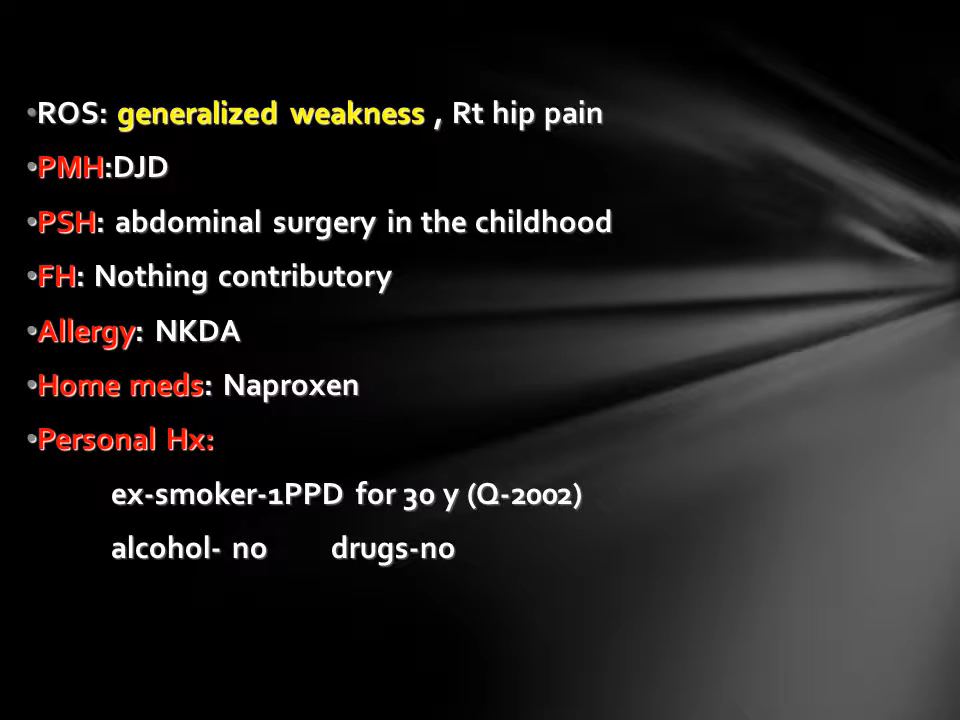 •ROS: generalized weakness , Rt hip pain
•PMH:DJD
•PSH: abdominal surgery in the childhood
•FH: Nothing contributory
•Allergy: NKDA
•Home meds: Naproxen
•Personal Hx:
ex-smoker-1PPD for 30 y (Q-2002)
alcohol- no drugs-no